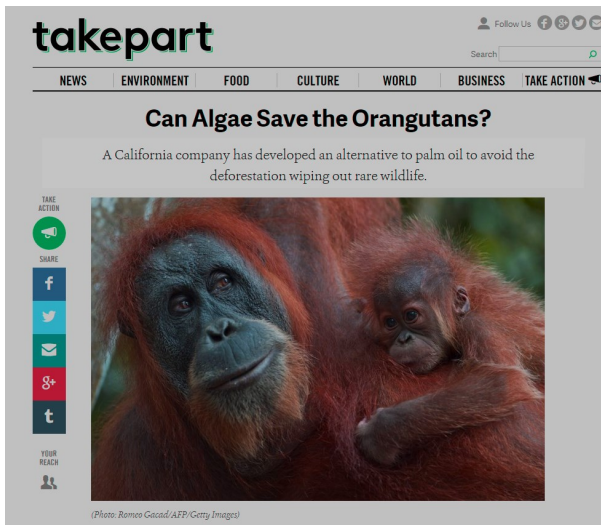 takepart
Follow Us
Search
NEWS ENVIRONMENT FOOD CULTURE WORLD BUSINESS TAKE ACTION
Can Algae Save the Orangutans?
A California company has developed an alternative to palm oil to avoid the
deforestation wiping out rare wildlife.
TAKE
ACTION
SHARE
f
g+
t
YOUR
REACH
(Photo: Romeo Gacad/AFP/Getty Images)